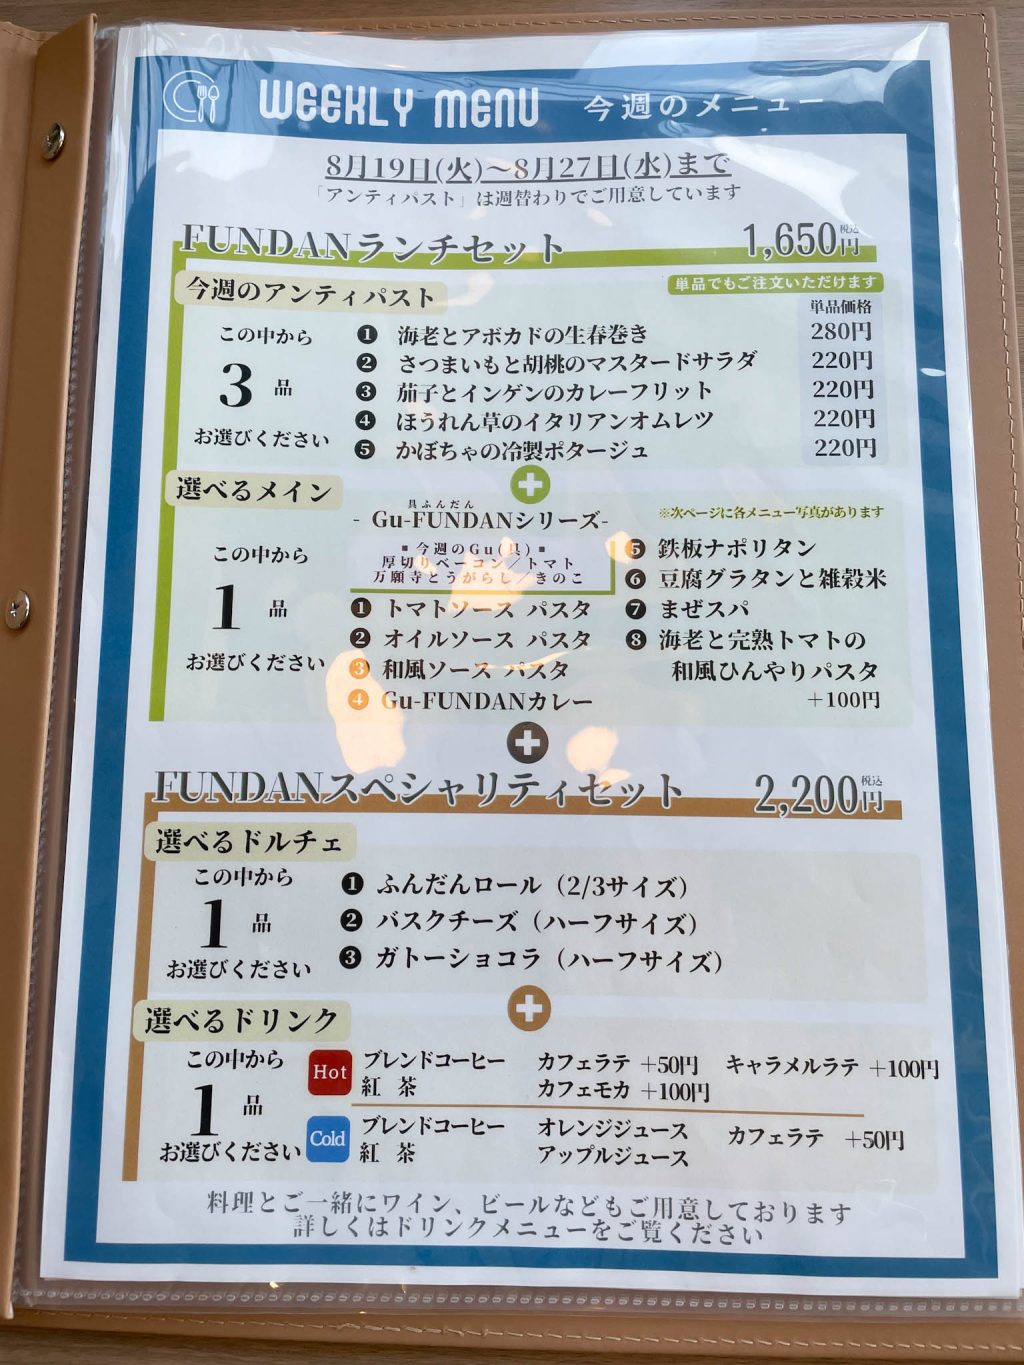 WEEKLY MENU 今週のメニュー
8月19日(火)〜8月27日(水)まで
「アンティパスト」は週替わりでご用意しています
FUNDANランチセット 1,650円 税込
今週のアンティパスト
単品でもご注文いただけます
単品価格
この中から
3品
お選びください
❶ 海老とアボカドの生春巻き 280円
❷ さつまいもと胡桃のマスタードサラダ 220円
❸ 茄子とインゲンのカレーフリット 220円
❹ ほうれん草のイタリアンオムレツ 220円
❺ かぼちゃの冷製ポタージュ 220円
選べるメイン
この中から
1品
お選びください
具ふんだん
- Gu-FUNDANシリーズ-
※次ページに各メニュー写真があります
▪今週のGu(具)▪
厚切りベーコン／トマト
万願寺とうがらし／きのこ
❶ トマトソース パスタ
❷ オイルソース パスタ
❸ 和風ソース パスタ
❹ Gu-FUNDANカレー
❺ 鉄板ナポリタン
❻ 豆腐グラタンと雑穀米
❼ まぜスパ
❽ 海老と完熟トマトの
和風ひんやりパスタ
+100円
FUNDANスペシャリティセット 2,200円 税込
選べるドルチェ
この中から
1品
お選びください
❶ ふんだんロール（2/3サイズ）
❷ バスクチーズ（ハーフサイズ）
❸ ガトーショコラ（ハーフサイズ）
選べるドリンク
この中から
1品
お選びください
Hot
ブレンドコーヒー カフェラテ +50円 キャラメルラテ +100円
紅 茶 カフェモカ +100円
Cold
ブレンドコーヒー オレンジジュース カフェラテ +50円
紅 茶 アップルジュース
料理とご一緒にワイン、ビールなどもご用意しております
詳しくはドリンクメニューをご覧ください